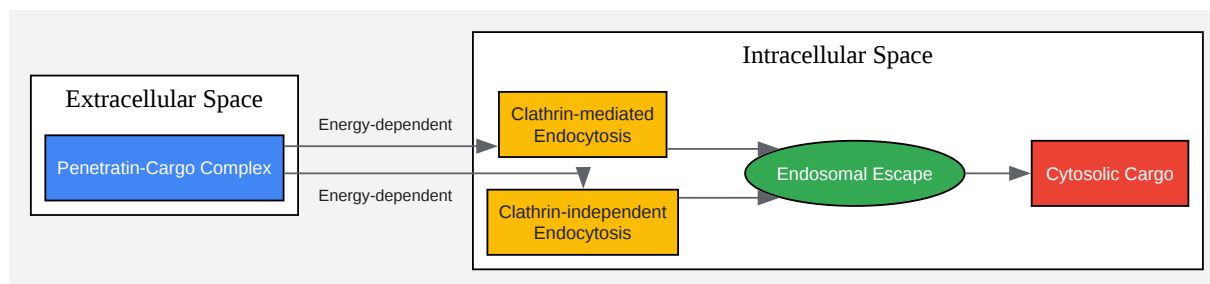 Extracellular Space
Penetratin-Cargo Complex
Energy-dependent
Energy-dependent
Intracellular Space
Clathrin-mediated
Endocytosis
Clathrin-independent
Endocytosis
Endosomal Escape
Cytosolic Cargo